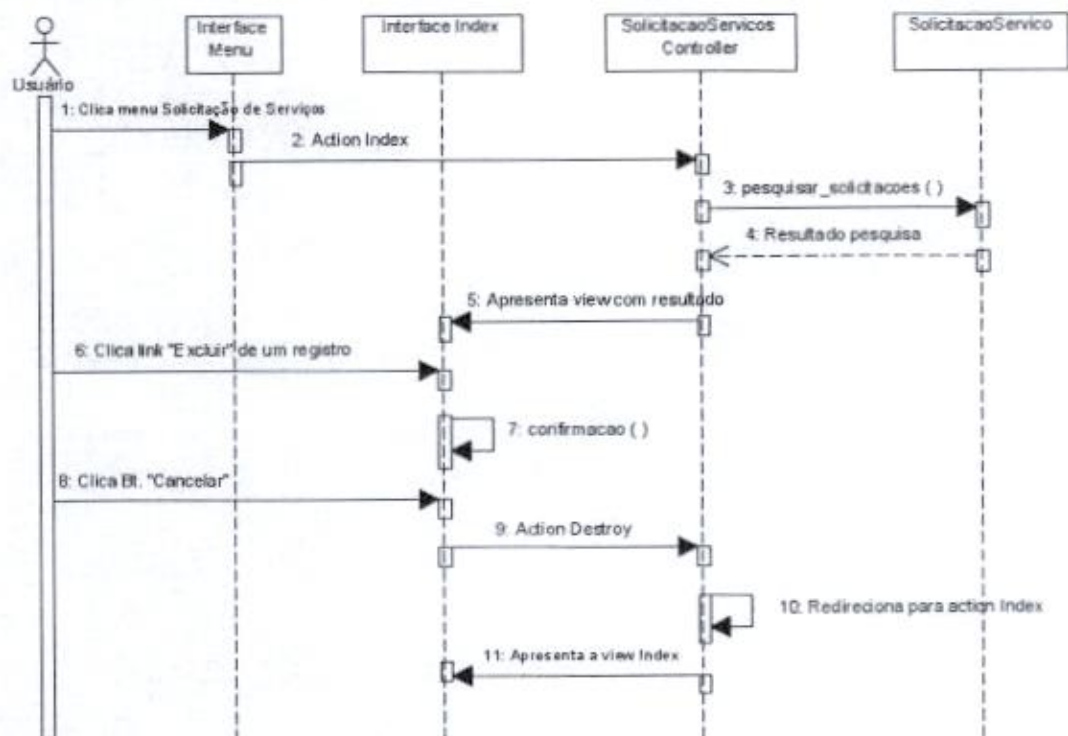 Interface
Menu
Interface Index
SolicitacaoServicos
Controller
SolicitacaoServico
Usuário
1: Clica menu Solicitação de Serviços
2: Action Index
3: pesquisar_solicitacoes ( )
4: Resultado pesquisa
5: Apresenta view com resultado
6: Clica link "Excluir" de um registro
7: confirmacao ( )
8: Clica Bt. "Cancelar"
9: Action Destroy
10: Redireciona para action Index
11: Apresenta a view Index